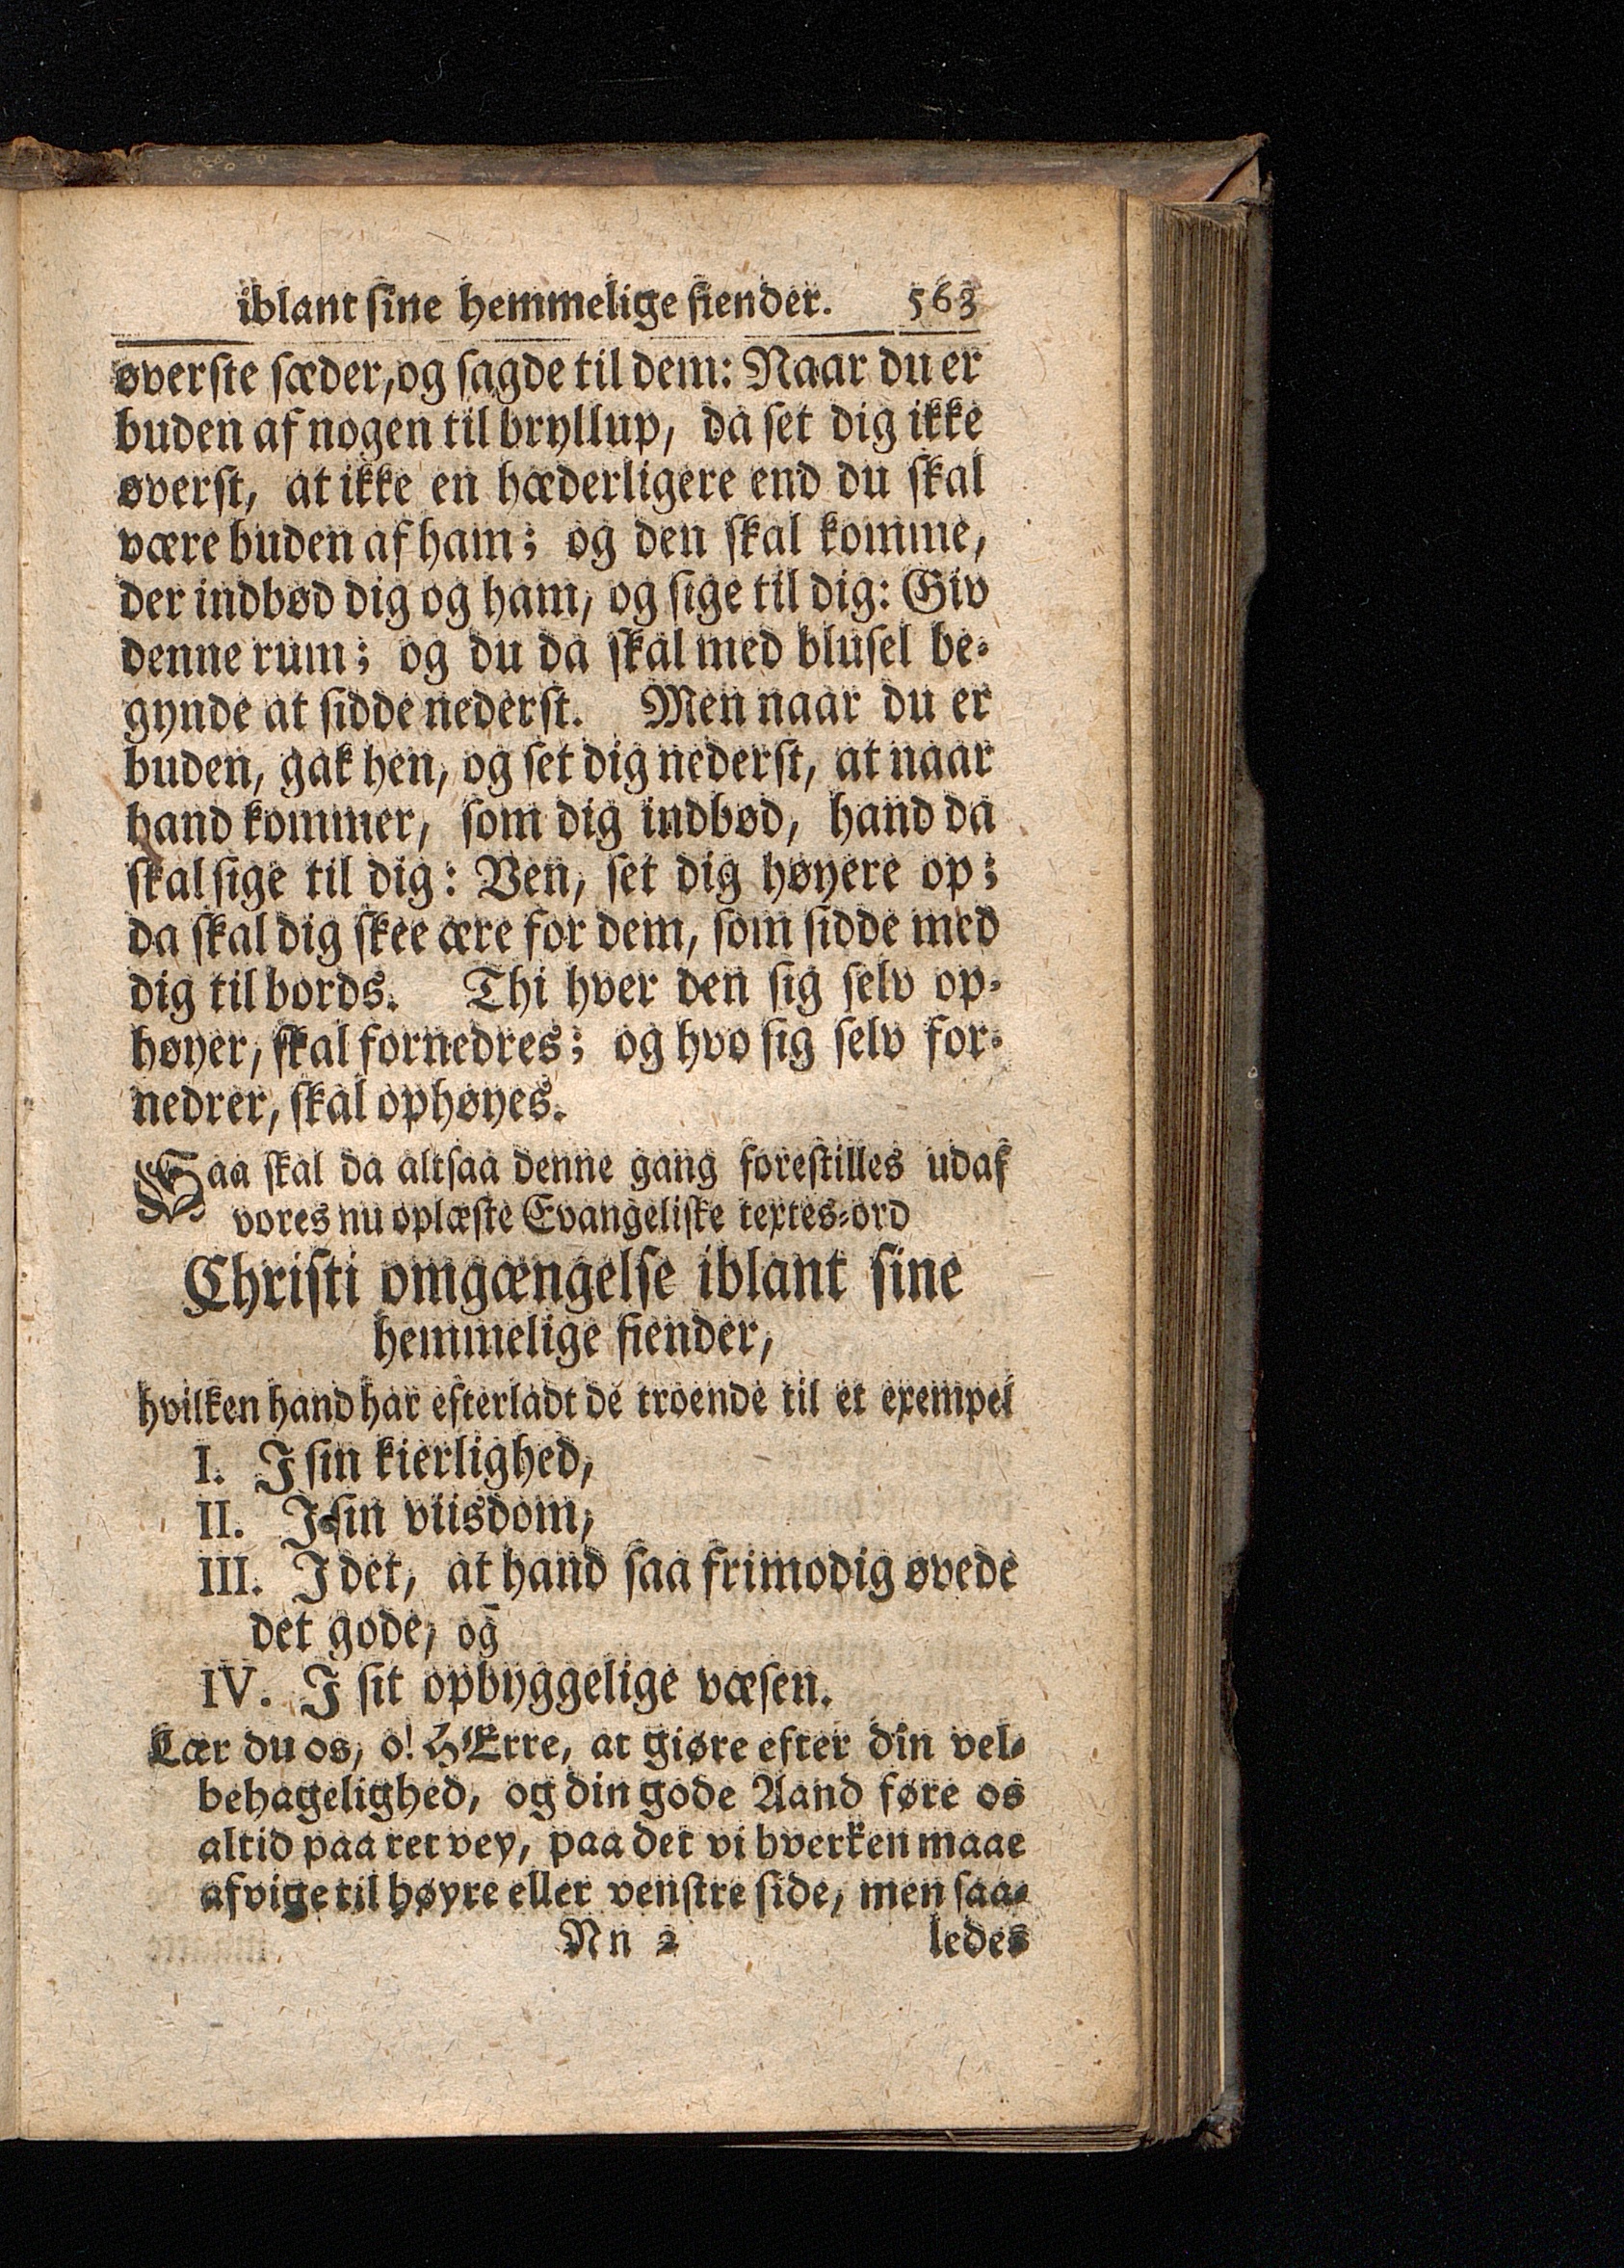 iblant sine hemmelige fiender. 563
øverste sæder, og sagde til dem: Naar du er
buden af nogen til bryllup, da set dig ikke
øverst, at ikke en hæderligere end du skal
være buden af ham; og den skal komme,
der indbød dig og ham, og sige til dig: Giv
denne rum; og du da skal med blusel be-
gynde at sidde nederst. Men naar du er
buden, gak hen, og set dig nederst, at naar
hand kommer, som dig indbød, hand da
skal sige til dig: Ven, set dig høyere op;
da skal dig skee ære for dem, som sidde med
dig til bords. Thi hver den sig selv op-
høyer, skal fornedres; og hvo sig selv for-
nedrer, skal ophøyes.
Saa skal da altsaa denne gang forestilles udaf
vores nu oplæste Evangeliske textes-ord
Christi omgængelse iblant sine
hemmelige fiender,
hvilken hand har efterladt de troende til et exempel
I. I sin kierlighed,
II. I sin viisdom,
III. I det, at hand saa frimodig øvede
det gode, og
IV. I sit opbyggelige væsen.
Lær du os, o! HErre, at giøre efter din vel-
behagelighed, og din gode Aand føre os
altid paa ret vey, paa det vi hverken maae
afvige til høyre eller venstre side, men saa-
Nn 2 ledes